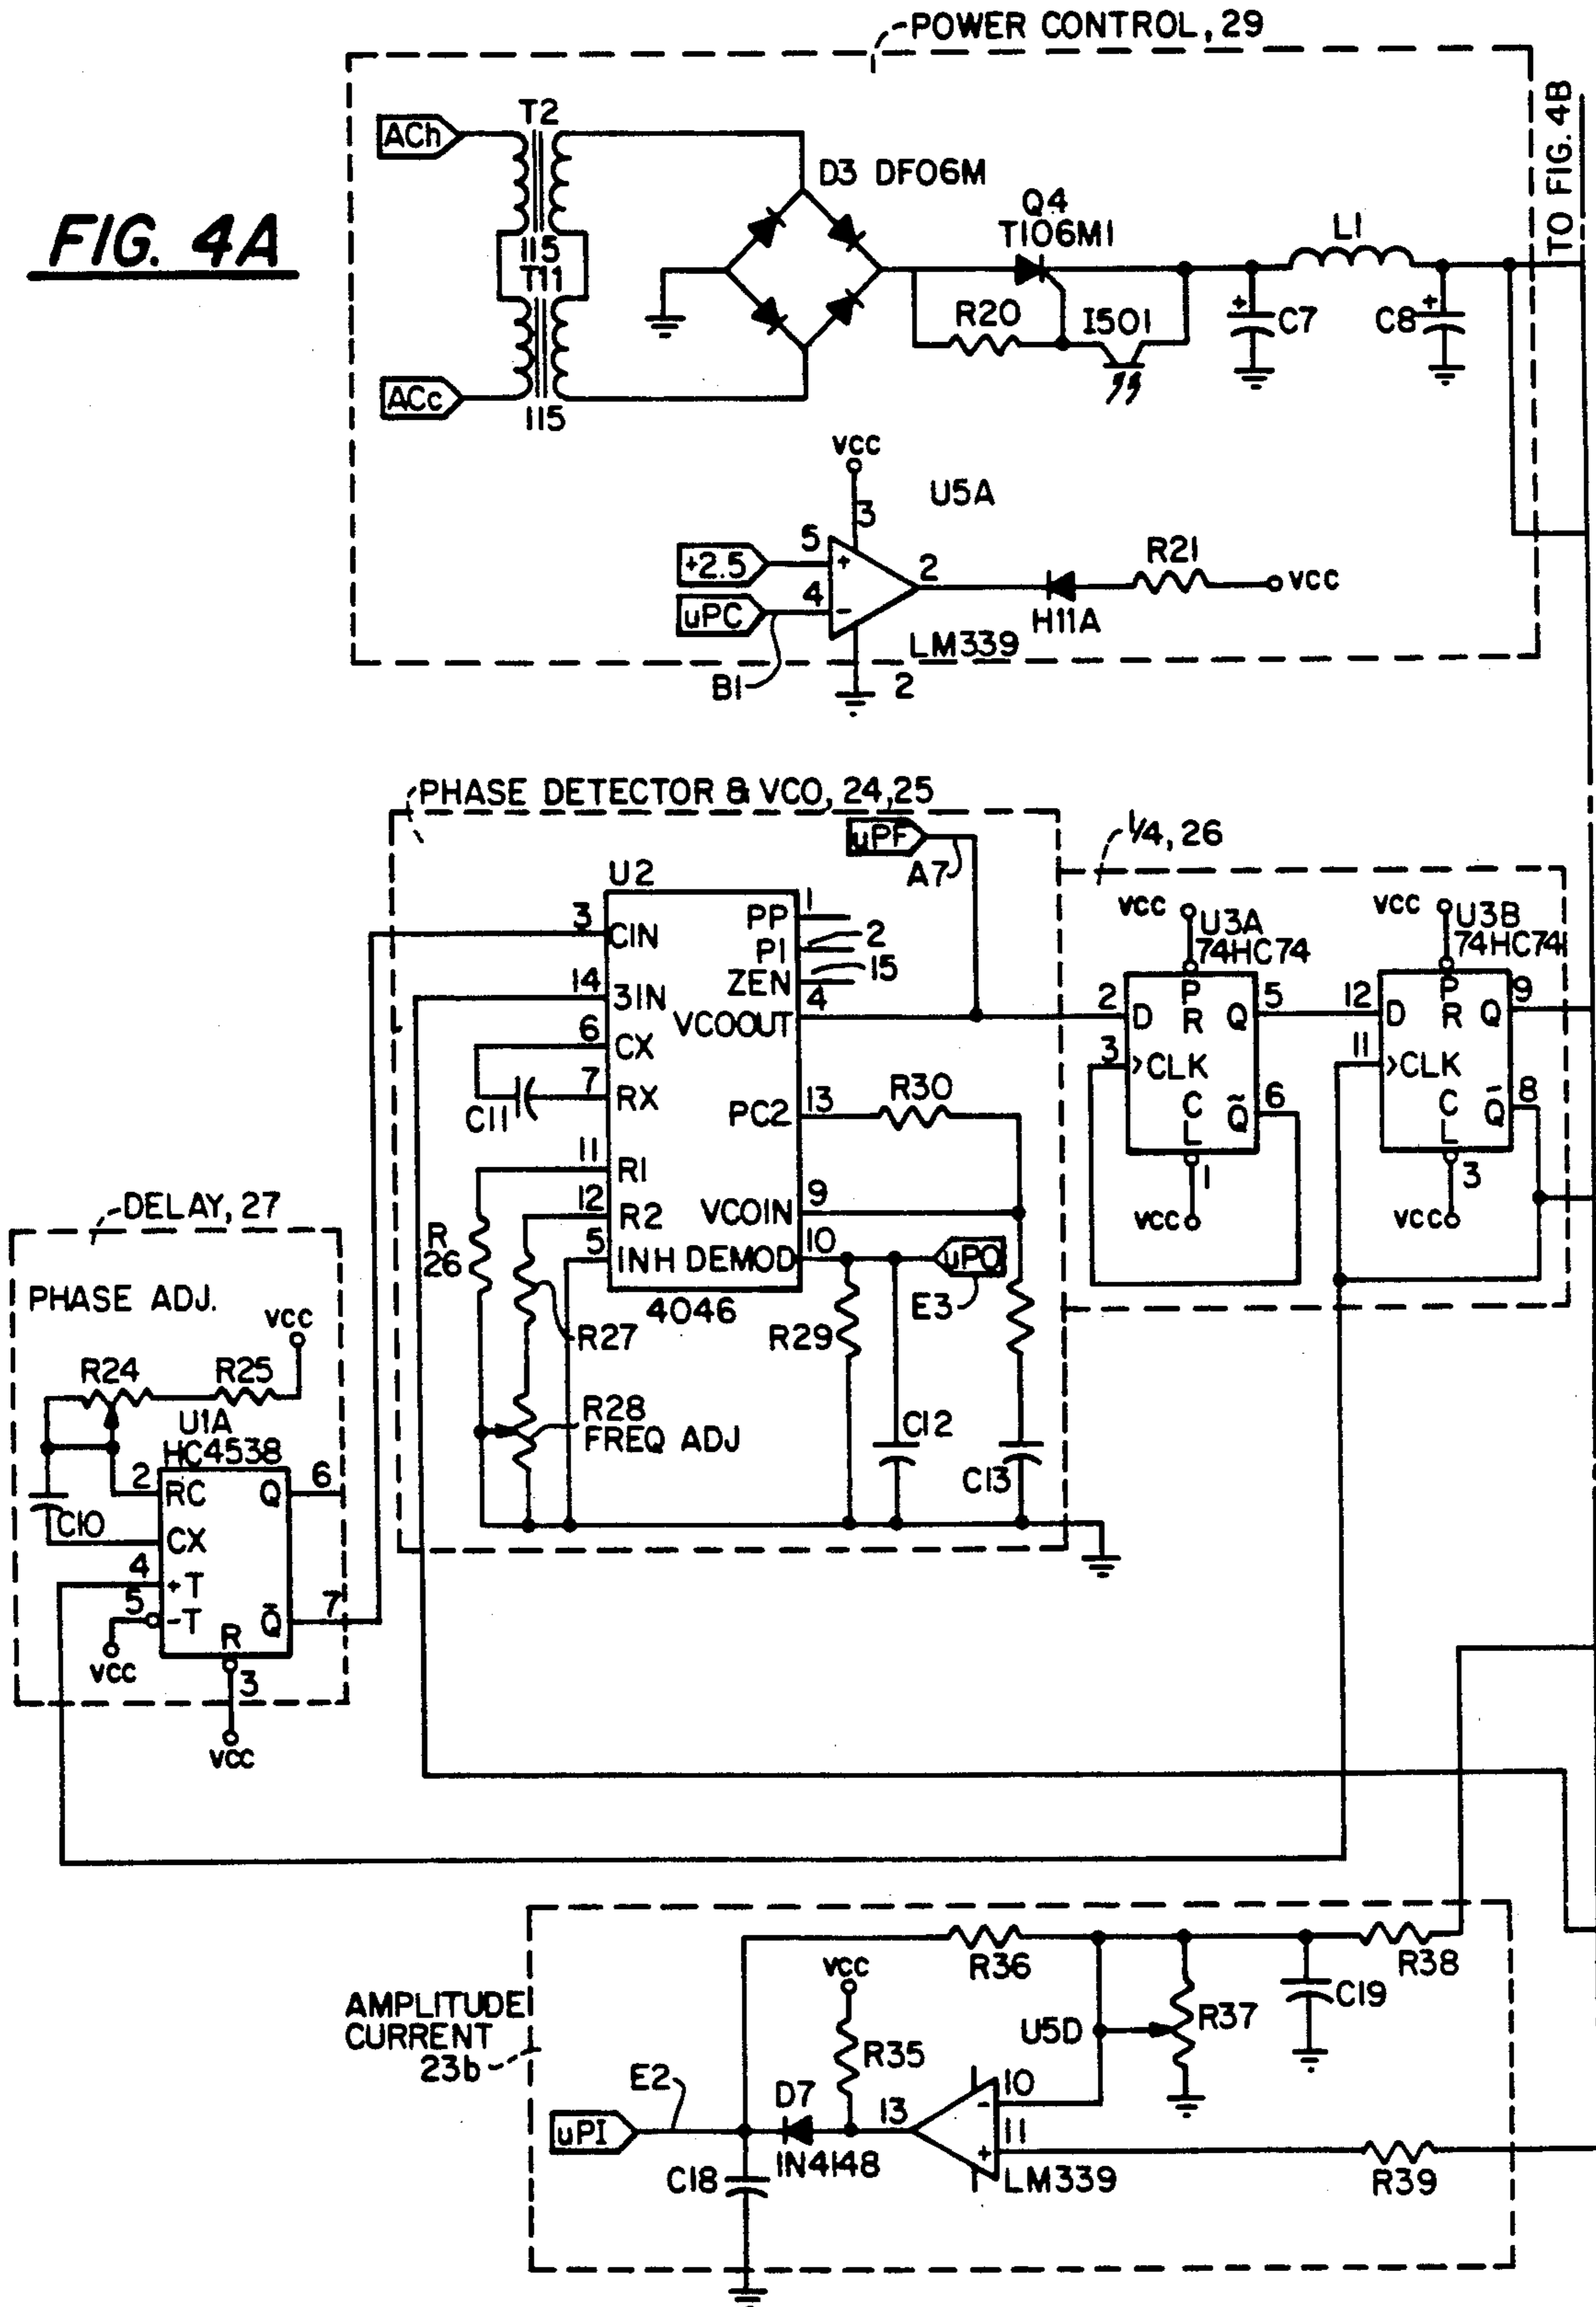 FIG. 4A
POWER CONTROL, 29
TO FIG. 4B
ACh
T2
115
T11
ACc
115
D3 DF06M
Q4
T106M1
R20
I501
L1
+
C7
+
C8
vcc
3
U5A
+2.5
5
+
uPC
4
-
2
H11A
R21
vcc
LM339
B1
2
PHASE DETECTOR & VCO, 24,25
uPF
A7
U2
3
CIN
14
3IN
6
CX
7
RX
C11
11
R1
12
R2
5
INH
PP
1
PI
2
ZEN
15
VCOOUT
4
PC2
13
R30
VCOIN
9
DEMOD
10
uPO
E3
4046
R
26
R27
R28
FREQ ADJ
R29
C12
C13
1/4, 26
vcc
U3A
74HC74
2
D
P
R
Q
5
3
>CLK
C
L
Q̄
6
1
vcc
vcc
U3B
74HC74
12
D
P
R
Q
9
11
>CLK
C
L
Q̄
8
3
vcc
DELAY, 27
PHASE ADJ.
vcc
R24
R25
U1A
HC4538
2
RC
Q
6
C10
CX
4
+T
5
-T
Q̄
7
R
vcc
3
vcc
AMPLITUDE
CURRENT
23b
R36
R38
vcc
R35
U5D
R37
C19
E2
uPI
D7
1N4148
13
10
-
11
+
LM339
C18
R39